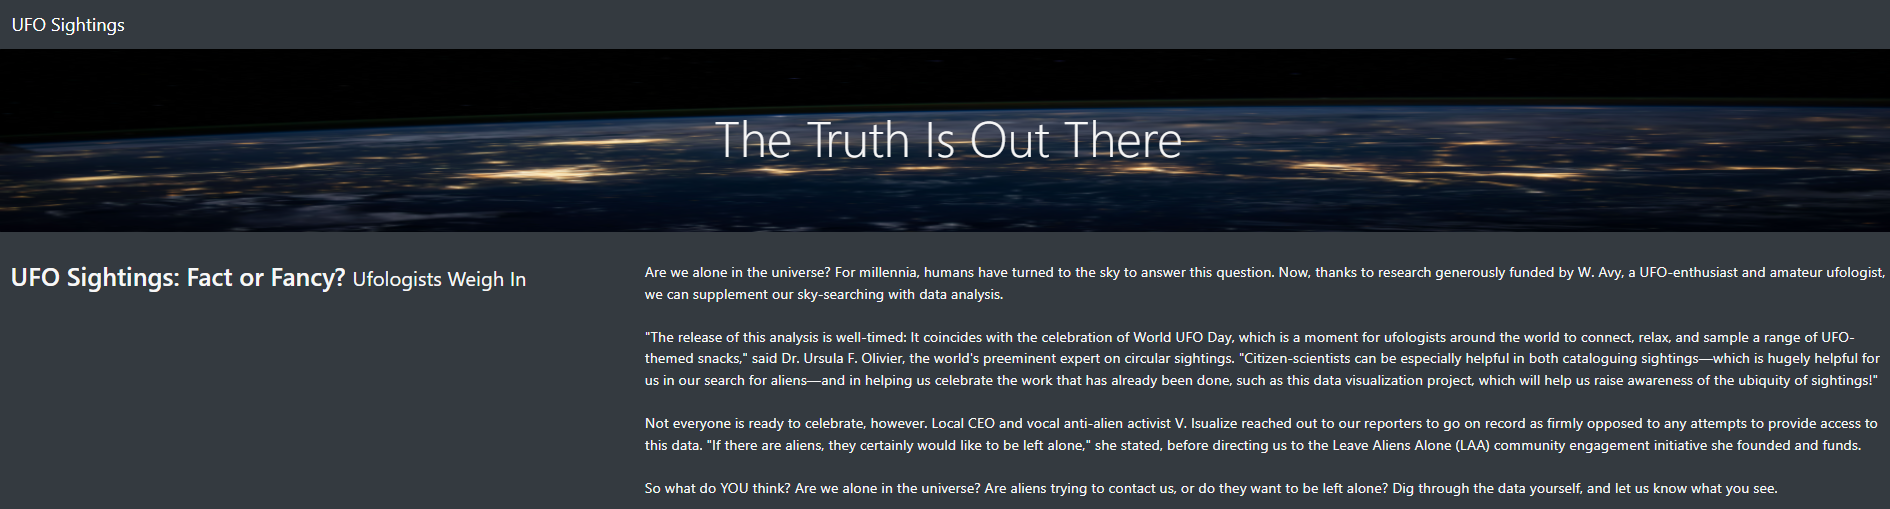 UFO Sightings
The Truth Is Out There
UFO Sightings: Fact or Fancy? Ufologists Weigh In
Are we alone in the universe? For millennia, humans have turned to the sky to answer this question. Now, thanks to research generously funded by W. Avy, a UFO-enthusiast and amateur ufologist,
we can supplement our sky-searching with data analysis.
"The release of this analysis is well-timed: It coincides with the celebration of World UFO Day, which is a moment for ufologists around the world to connect, relax, and sample a range of UFO-
themed snacks," said Dr. Ursula F. Olivier, the world's preeminent expert on circular sightings. "Citizen-scientists can be especially helpful in both cataloguing sightings—which is hugely helpful for
us in our search for aliens—and in helping us celebrate the work that has already been done, such as this data visualization project, which will help us raise awareness of the ubiquity of sightings!"
Not everyone is ready to celebrate, however. Local CEO and vocal anti-alien activist V. Isualize reached out to our reporters to go on record as firmly opposed to any attempts to provide access to
this data. "If there are aliens, they certainly would like to be left alone," she stated, before directing us to the Leave Aliens Alone (LAA) community engagement initiative she founded and funds.
So what do YOU think? Are we alone in the universe? Are aliens trying to contact us, or do they want to be left alone? Dig through the data yourself, and let us know what you see.